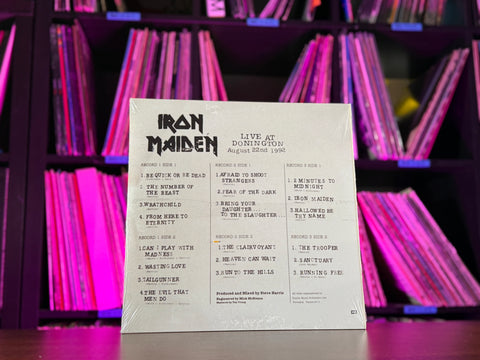 IRON
MAIDEN
LIVE AT
DONINGTON
August 22nd 1992
RECORD 1 SIDE 1
1. BE QUICK OR BE DEAD
2. THE NUMBER OF
THE BEAST
3. WRATHCHILD
4. FROM HERE TO
ETERNITY
RECORD 1 SIDE 2
1. CAN I PLAY WITH
MADNESS
2. WASTING LOVE
3. TAILGUNNER
4. THE EVIL THAT
MEN DO
RECORD 2 SIDE 1
1. AFRAID TO SHOOT
STRANGERS
2. FEAR OF THE DARK
3. BRING YOUR
DAUGHTER...
...TO THE SLAUGHTER
RECORD 2 SIDE 2
1. THE CLAIRVOYANT
2. HEAVEN CAN WAIT
3. RUN TO THE HILLS
RECORD 3 SIDE 1
1. 2 MINUTES TO
MIDNIGHT
2. IRON MAIDEN
3. HALLOWED BE
THY NAME
RECORD 3 SIDE 2
1. THE TROOPER
2. SANCTUARY
3. RUNNING FREE
Produced and Mixed by Steve Harris
Engineered by Mick McKenna